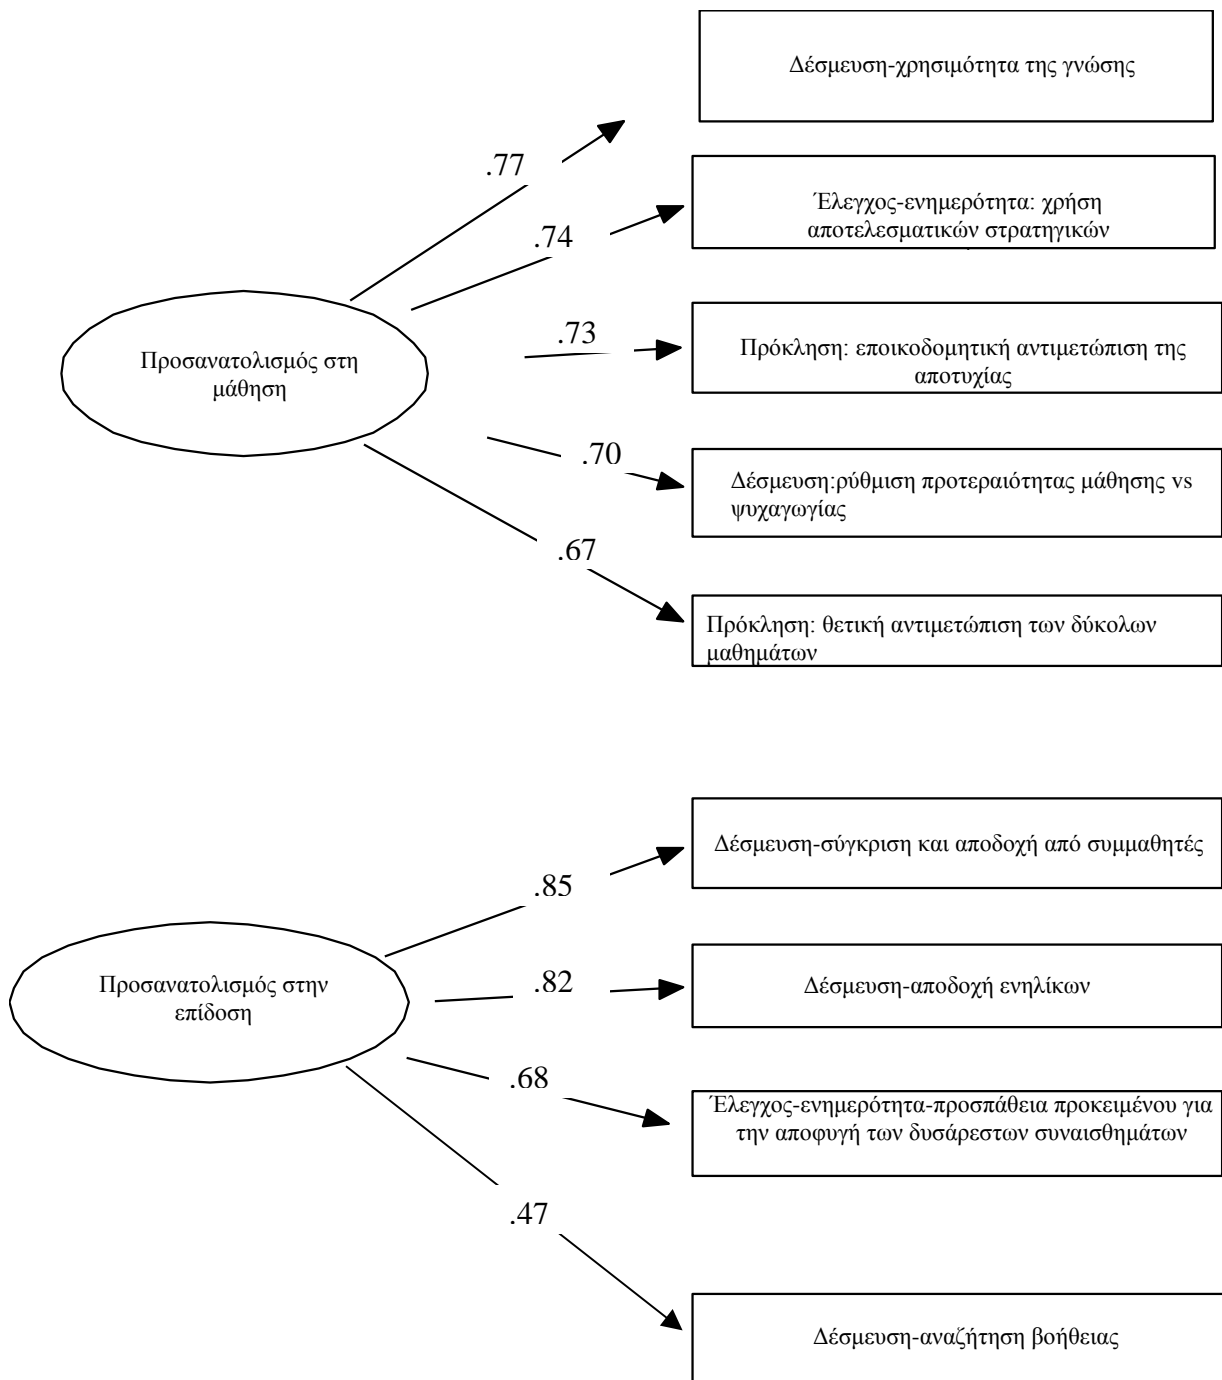 Δέσμευση-χρησιμότητα της γνώσης
.77
Έλεγχος-ενημερότητα: χρήση
αποτελεσματικών στρατηγικών
.74
Προσανατολισμός στη
μάθηση
.73
Πρόκληση: εποικοδομητική αντιμετώπιση της
αποτυχίας
.70
Δέσμευση:ρύθμιση προτεραιότητας μάθησης vs
ψυχαγωγίας
.67
Πρόκληση: θετική αντιμετώπιση των δύκολων
μαθημάτων
Δέσμευση-σύγκριση και αποδοχή από συμμαθητές
.85
Προσανατολισμός στην
επίδοση
.82
Δέσμευση-αποδοχή ενηλίκων
.68
Έλεγχος-ενημερότητα-προσπάθεια προκειμένου για
την αποφυγή των δυσάρεστων συναισθημάτων
.47
Δέσμευση-αναζήτηση βοήθειας